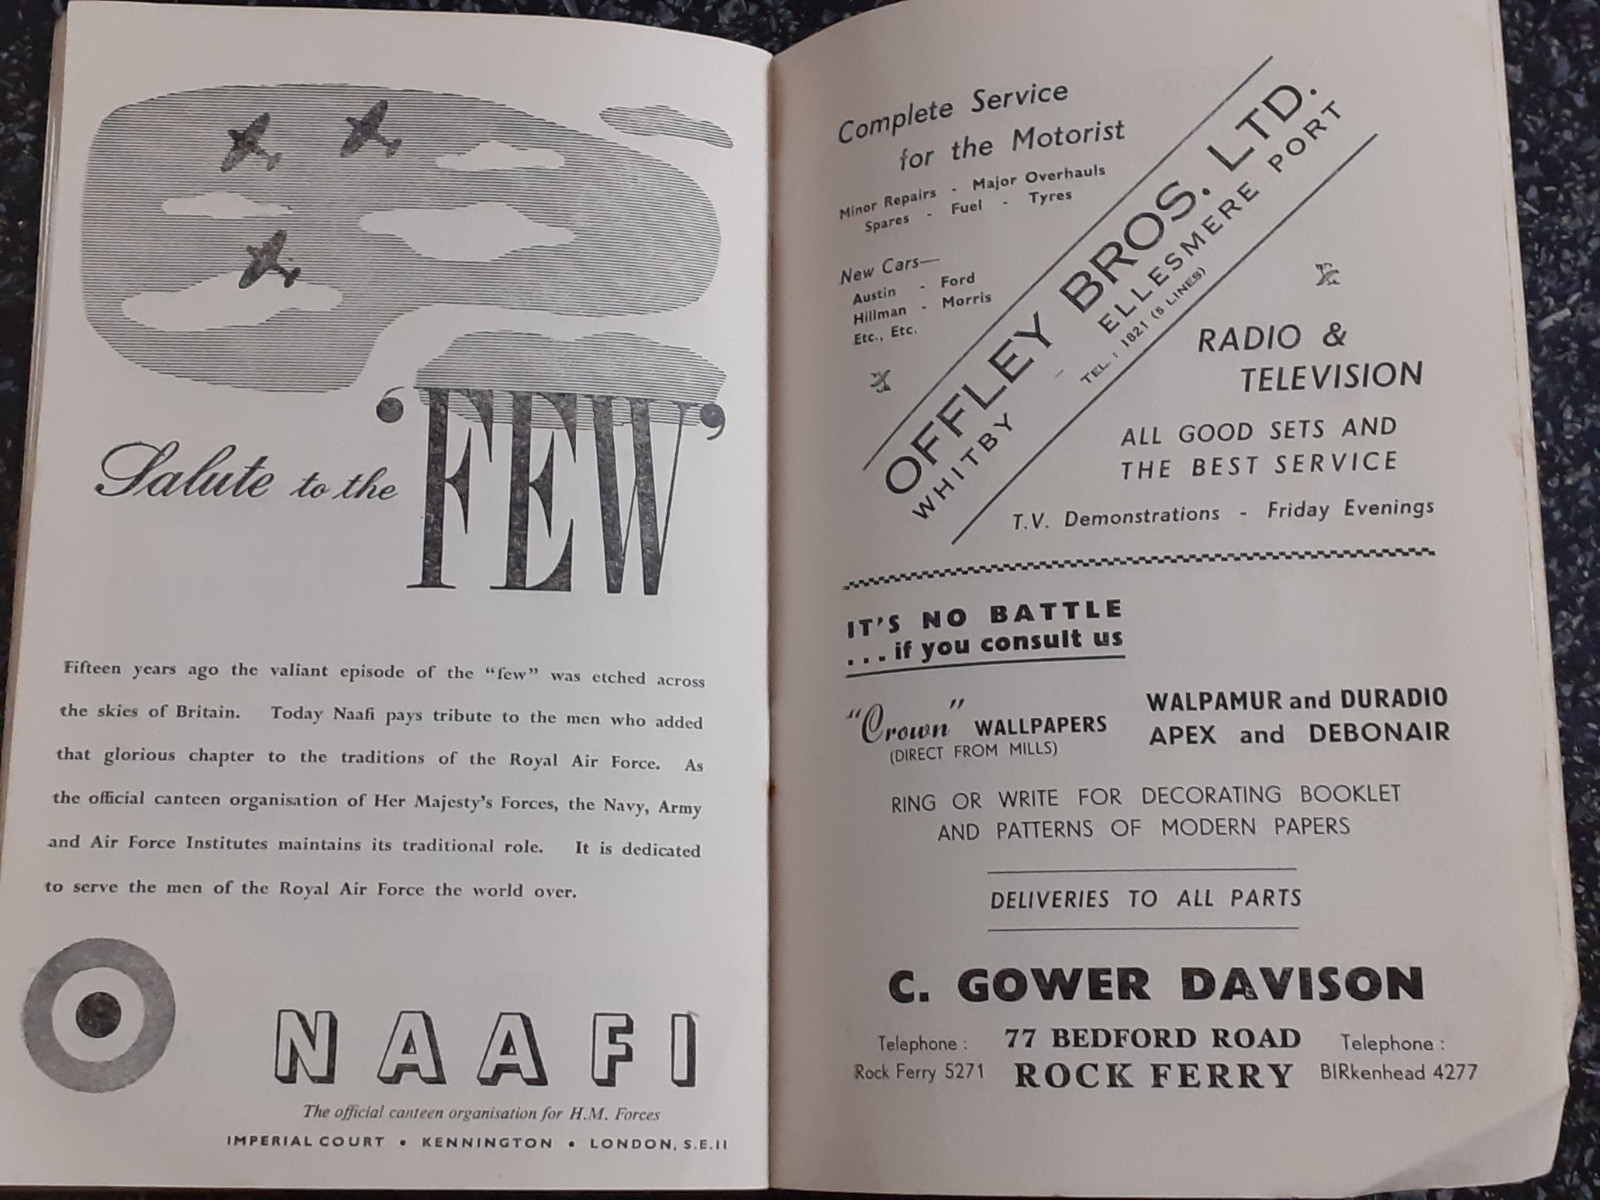 Salute to the 'FEW'
Fifteen years ago the valiant episode of the "few" was etched across
the skies of Britain. Today Naafi pays tribute to the men who added
that glorious chapter to the traditions of the Royal Air Force. As
the official canteen organisation of Her Majesty's Forces, the Navy, Army
and Air Force Institutes maintains its traditional role. It is dedicated
to serve the men of the Royal Air Force the world over.
NAAFI
The official canteen organisation for H.M. Forces
IMPERIAL COURT • KENNINGTON • LONDON, S.E.11
Complete Service
for the Motorist
Minor Repairs - Major Overhauls
Spares - Fuel - Tyres
New Cars—
Austin - Ford
Hillman - Morris
Etc., Etc.
OFFLEY BROS. LTD.
WHITBY - ELLESMERE PORT
TEL. : 1821 (5 LINES)
RADIO &
TELEVISION
ALL GOOD SETS AND
THE BEST SERVICE
T.V. Demonstrations - Friday Evenings
IT'S NO BATTLE
...if you consult us
"Crown" WALLPAPERS
(DIRECT FROM MILLS)
WALPAMUR and DURADIO
APEX and DEBONAIR
RING OR WRITE FOR DECORATING BOOKLET
AND PATTERNS OF MODERN PAPERS
DELIVERIES TO ALL PARTS
C. GOWER DAVISON
Telephone :
Rock Ferry 5271
77 BEDFORD ROAD
ROCK FERRY
Telephone :
BIRkenhead 4277